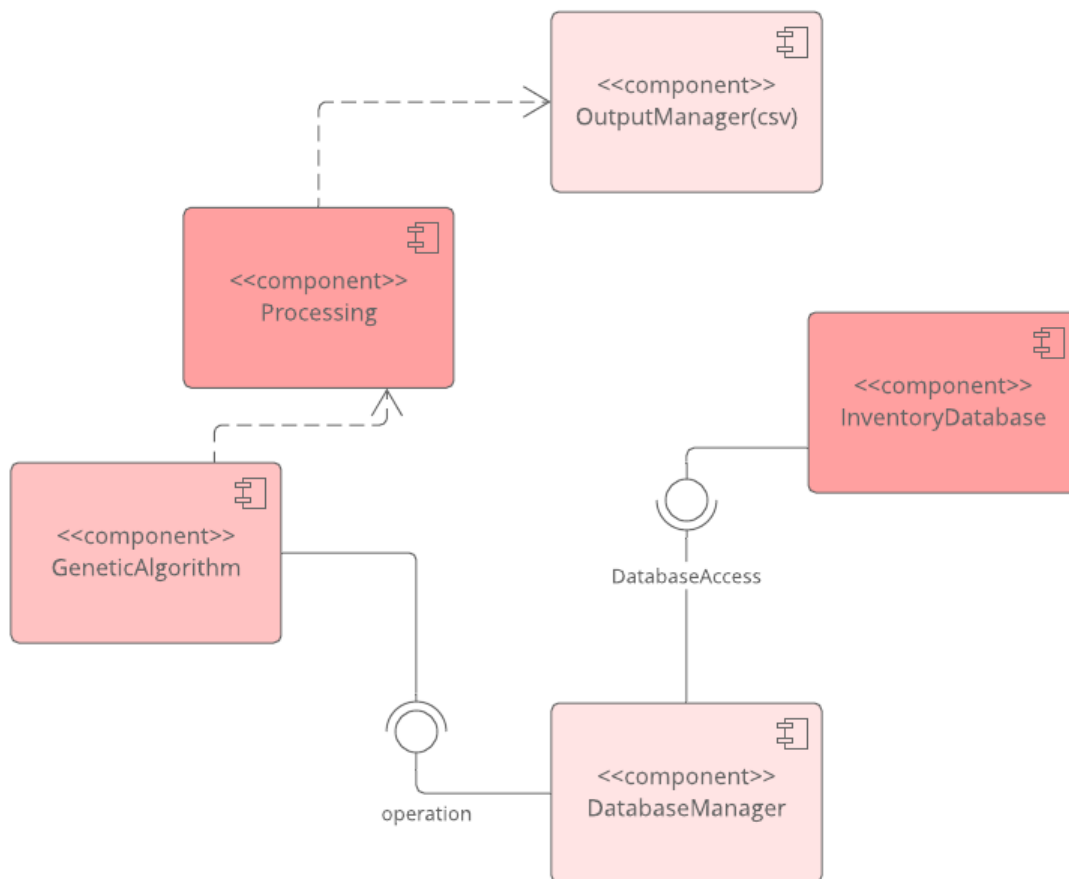 <<component>>
OutputManager(csv)
<<component>>
Processing
<<component>>
InventoryDatabase
<<component>>
GeneticAlgorithm
DatabaseAccess
<<component>>
DatabaseManager
operation